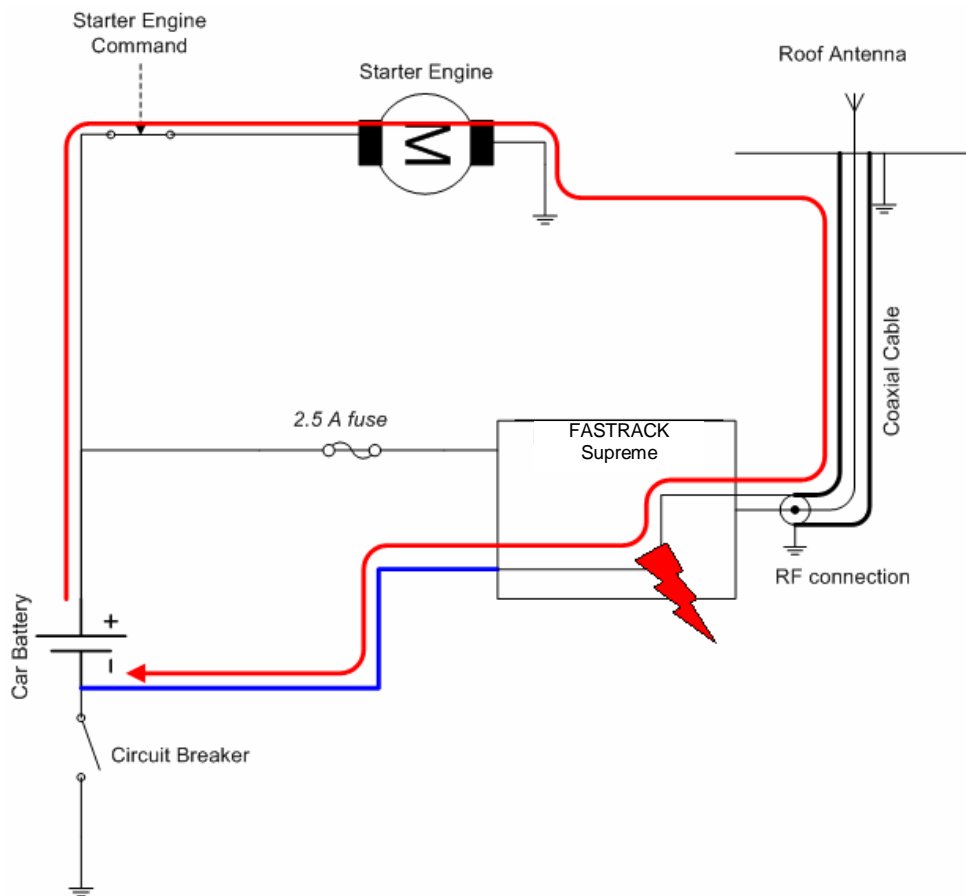 Starter Engine
Command
Starter Engine
M
Roof Antenna
Coaxial Cable
2.5 A fuse
FASTRACK
Supreme
RF connection
Car Battery
+
–
Circuit Breaker